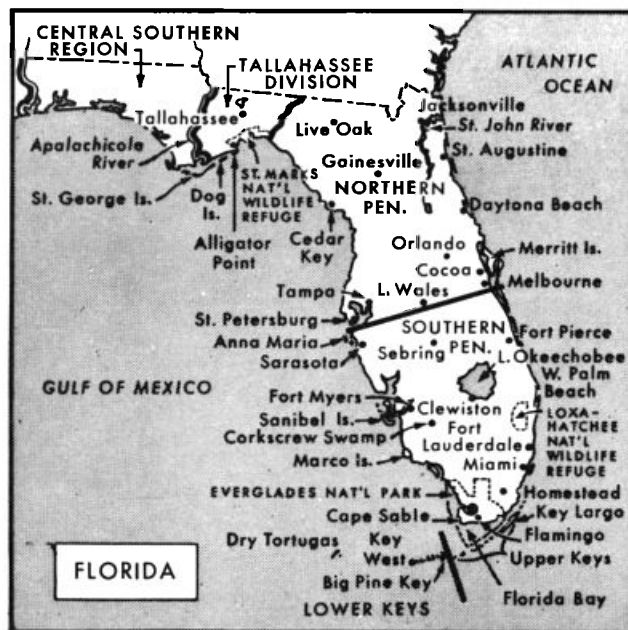 CENTRAL SOUTHERN
REGION
TALLAHASSEE
DIVISION
ATLANTIC
OCEAN
Tallahassee
Jacksonville
Live Oak
St. John River
Apalachicole
River
Gainesville
St. Augustine
St. George Is.
Dog
Is.
ST. MARKS
NAT'L
WILDLIFE
REFUGE
NORTHERN
PEN.
Alligator
Point
Cedar
Key
Daytona Beach
Orlando
Merritt Is.
Cocoa
Melbourne
Tampa
L. Wales
St. Petersburg
SOUTHERN
PEN.
Fort Pierce
Anna Maria
Sebring
Sarasota
L. Okeechobee
W. Palm
Beach
GULF OF MEXICO
Fort Myers
Clewiston
LOXA-
HATCHEE
NAT'L
WILDLIFE
REFUGE
Sanibel Is.
Corkscrew Swamp
Fort
Lauderdale
Marco Is.
Miami
EVERGLADES NAT'L PARK
Homestead
Cape Sable
Key Largo
Dry Tortugas
Key
West
Flamingo
Upper Keys
Big Pine Key
Florida Bay
LOWER KEYS
FLORIDA